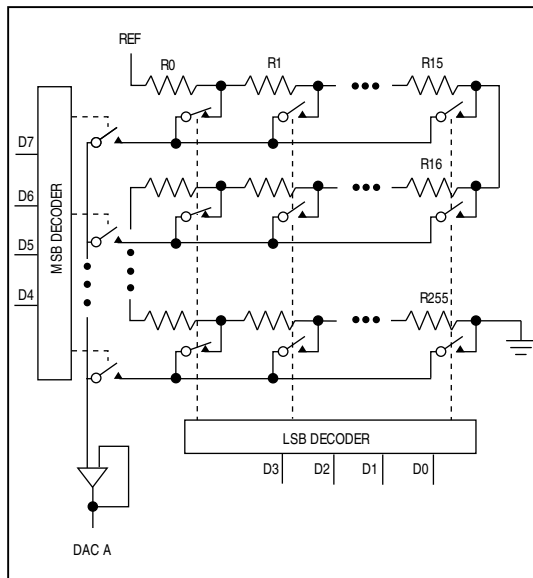 REF
R0
R1
R15
D7
R16
D6
MSB DECODER
D5
D4
R255
LSB DECODER
D3
D2
D1
D0
DAC A